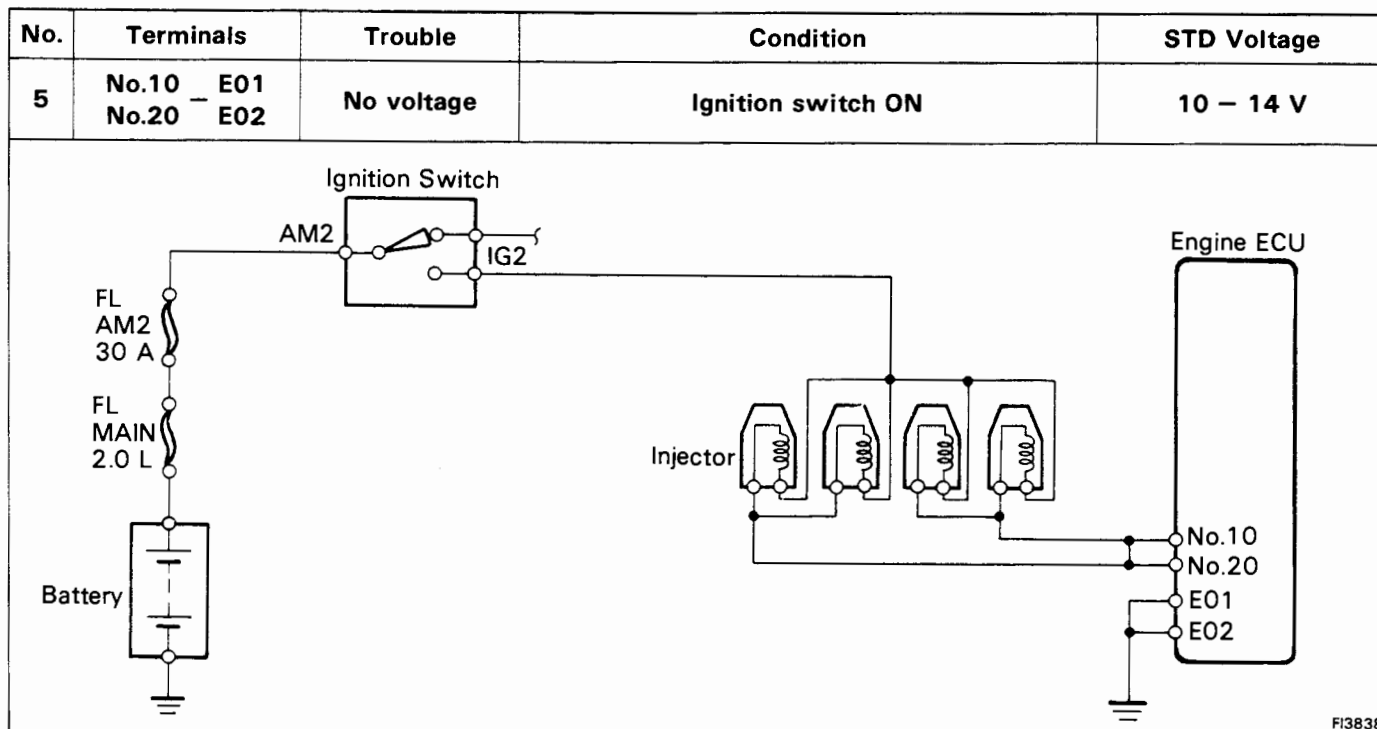 No. Terminals Trouble Condition STD Voltage
5 No.10 – E01 No voltage Ignition switch ON 10 – 14 V
No.20 E02
Ignition Switch
AM2
IG2
Engine ECU
FL
AM2
30 A
FL
MAIN
2.0 L
Injector
No.10
No.20
Battery
E01
E02
FI3838